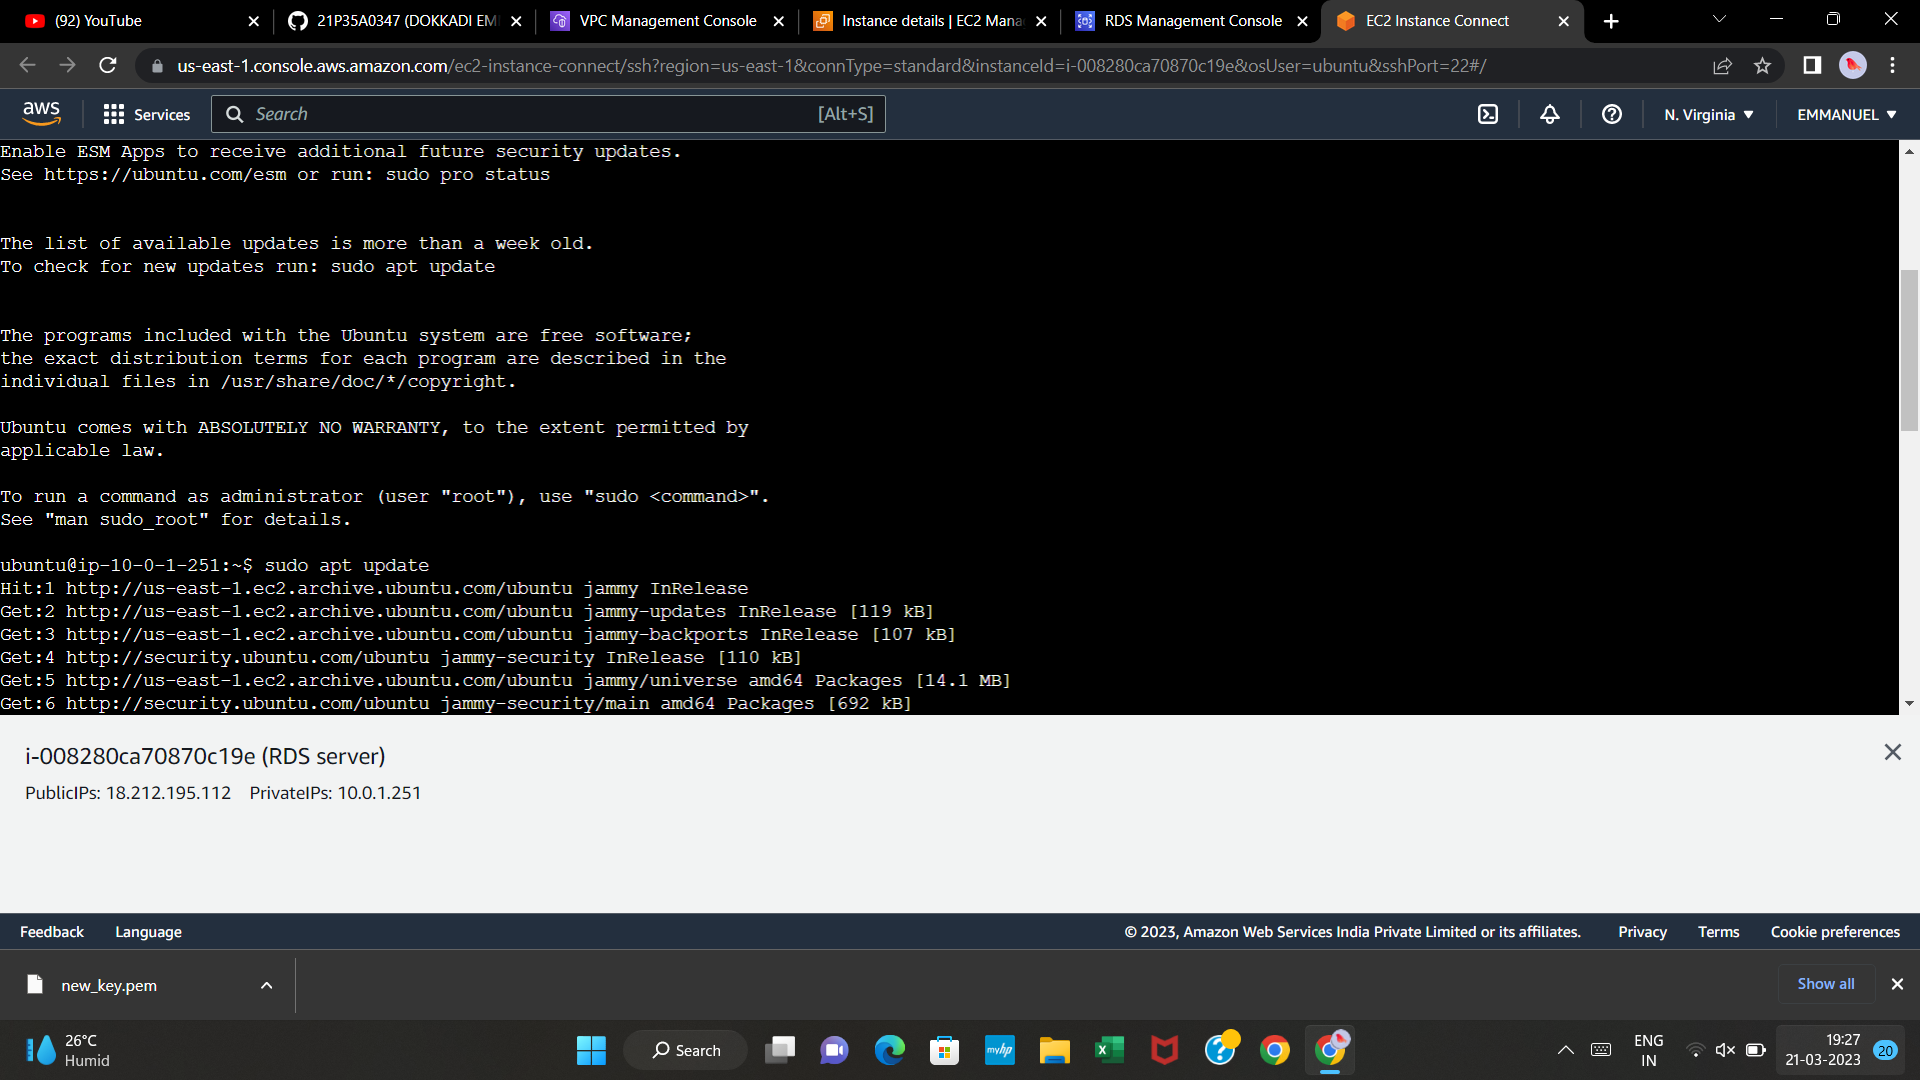 (92) YouTube
21P35A0347 (DOKKADI EM
VPC Management Console
Instance details | EC2 Mana
RDS Management Console
EC2 Instance Connect
us-east-1.console.aws.amazon.com/ec2-instance-connect/ssh?region=us-east-1&connType=standard&instanceId=i-008280ca70870c19e&osUser=ubuntu&sshPort=22#/
aws
Services
Search
[Alt+S]
N. Virginia
EMMANUEL
Enable ESM Apps to receive additional future security updates.
See https://ubuntu.com/esm or run: sudo pro status
The list of available updates is more than a week old.
To check for new updates run: sudo apt update
The programs included with the Ubuntu system are free software;
the exact distribution terms for each program are described in the
individual files in /usr/share/doc/*/copyright.
Ubuntu comes with ABSOLUTELY NO WARRANTY, to the extent permitted by
applicable law.
To run a command as administrator (user "root"), use "sudo <command>".
See "man sudo_root" for details.
ubuntu@ip-10-0-1-251:~$ sudo apt update
Hit:1 http://us-east-1.ec2.archive.ubuntu.com/ubuntu jammy InRelease
Get:2 http://us-east-1.ec2.archive.ubuntu.com/ubuntu jammy-updates InRelease [119 kB]
Get:3 http://us-east-1.ec2.archive.ubuntu.com/ubuntu jammy-backports InRelease [107 kB]
Get:4 http://security.ubuntu.com/ubuntu jammy-security InRelease [110 kB]
Get:5 http://us-east-1.ec2.archive.ubuntu.com/ubuntu jammy/universe amd64 Packages [14.1 MB]
Get:6 http://security.ubuntu.com/ubuntu jammy-security/main amd64 Packages [692 kB]
i-008280ca70870c19e (RDS server)
PublicIPs: 18.212.195.112 PrivateIPs: 10.0.1.251
Feedback
Language
© 2023, Amazon Web Services India Private Limited or its affiliates.
Privacy
Terms
Cookie preferences
new_key.pem
Show all
26°C
Humid
Search
myhp
ENG
IN
19:27
21-03-2023
20